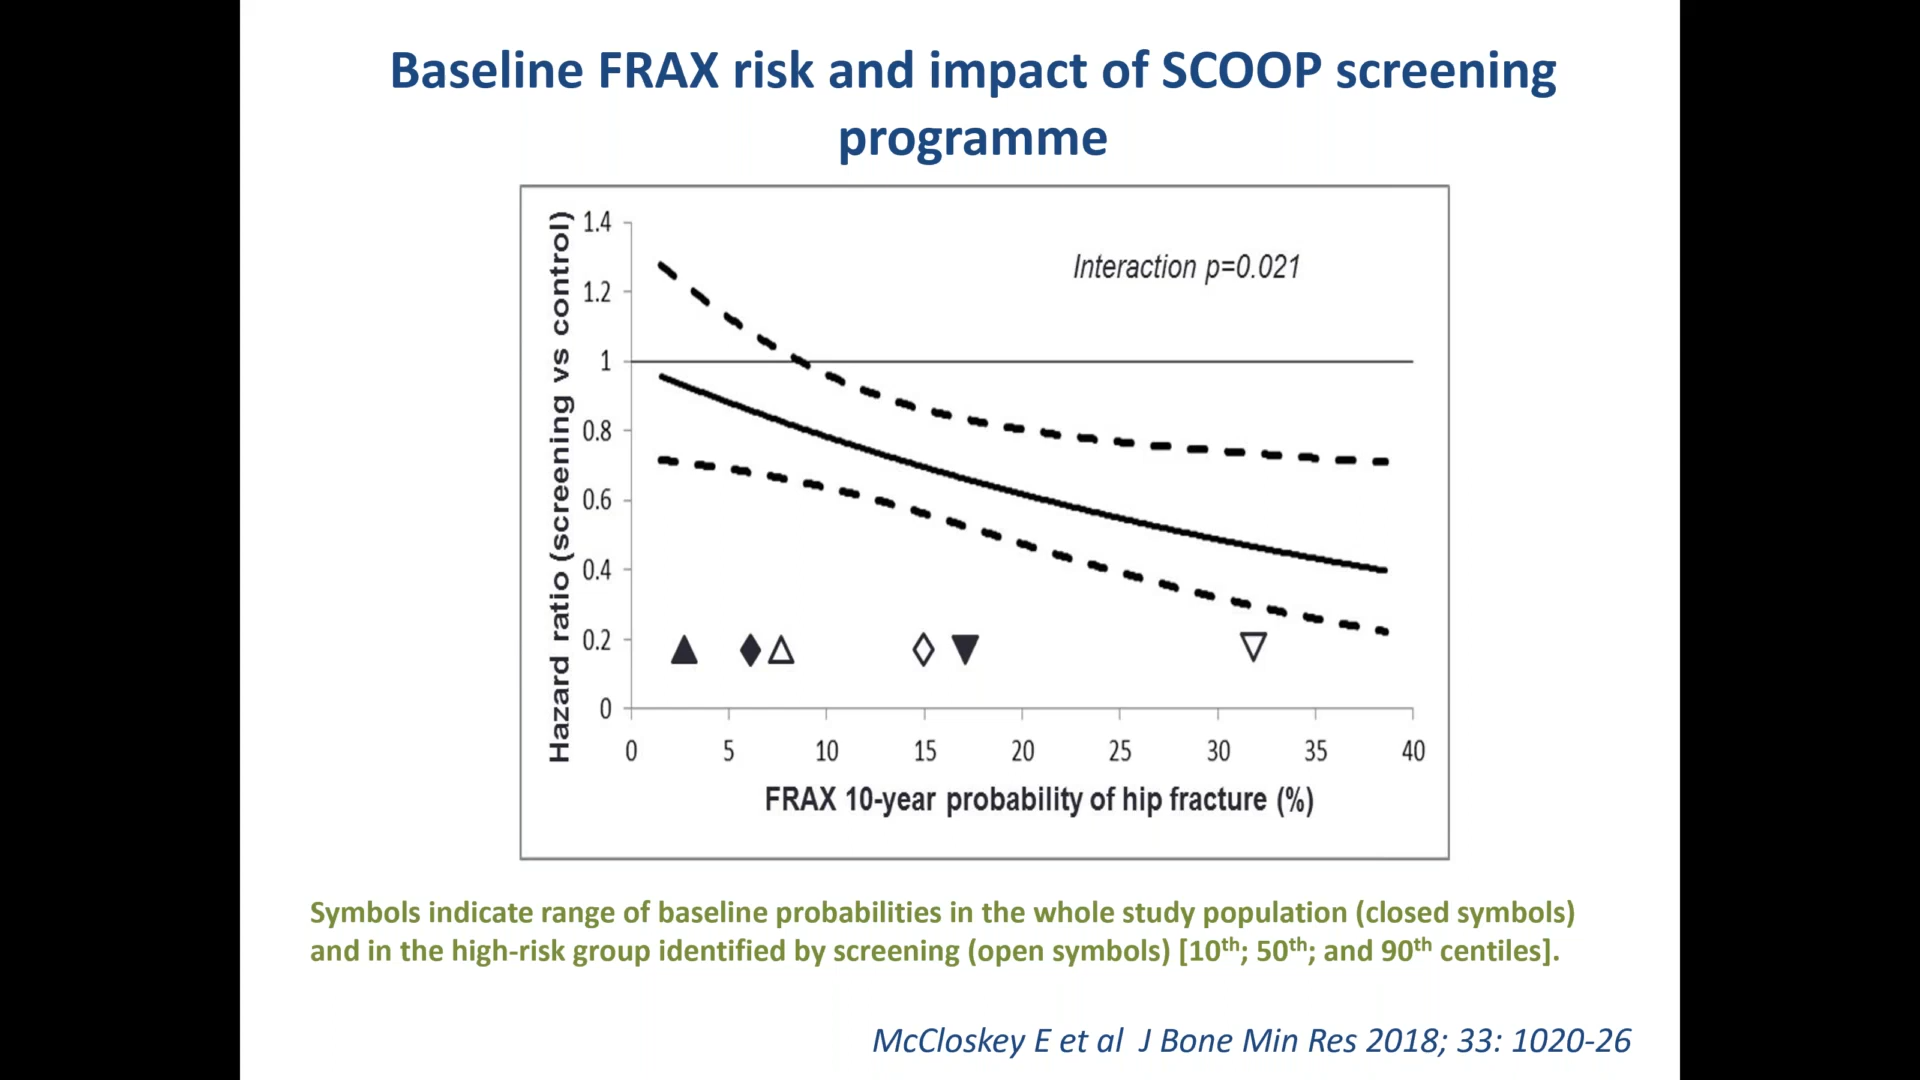 Baseline FRAX risk and impact of SCOOP screening
programme
Hazard ratio (screening vs control)
1.4
1.2
1
0.8
0.6
0.4
0.2
0
Interaction p=0.021
0 5 10 15 20 25 30 35 40
FRAX 10-year probability of hip fracture (%)
Symbols indicate range of baseline probabilities in the whole study population (closed symbols)
and in the high-risk group identified by screening (open symbols) [10th; 50th; and 90th centiles].
McCloskey E et al J Bone Min Res 2018; 33: 1020-26